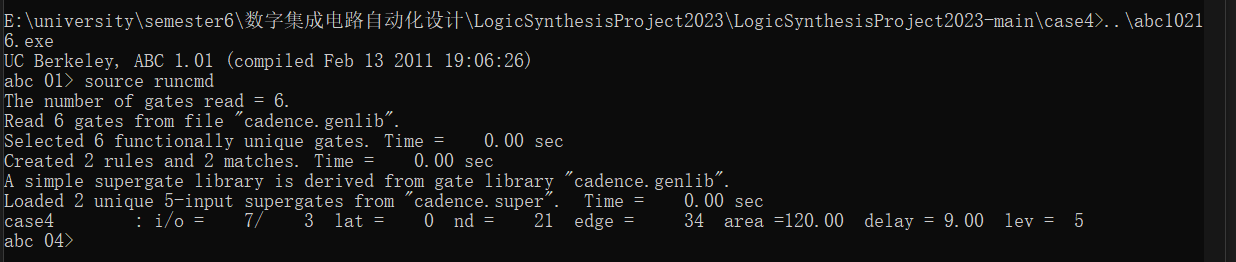 E:\university\semester6\数字集成电路自动化设计\LogicSynthesisProject2023\LogicSynthesisProject2023-main\case4>..\abc1021
6.exe
UC Berkeley, ABC 1.01 (compiled Feb 13 2011 19:06:26)
abc 01> source runcmd
The number of gates read = 6.
Read 6 gates from file "cadence.genlib".
Selected 6 functionally unique gates. Time =    0.00 sec
Created 2 rules and 2 matches. Time =    0.00 sec
A simple supergate library is derived from gate library "cadence.genlib".
Loaded 2 unique 5-input supergates from "cadence.super".  Time =    0.00 sec
case4         : i/o =    7/    3  lat =    0  nd =    21  edge =     34  area =120.00  delay = 9.00  lev =  5
abc 04>